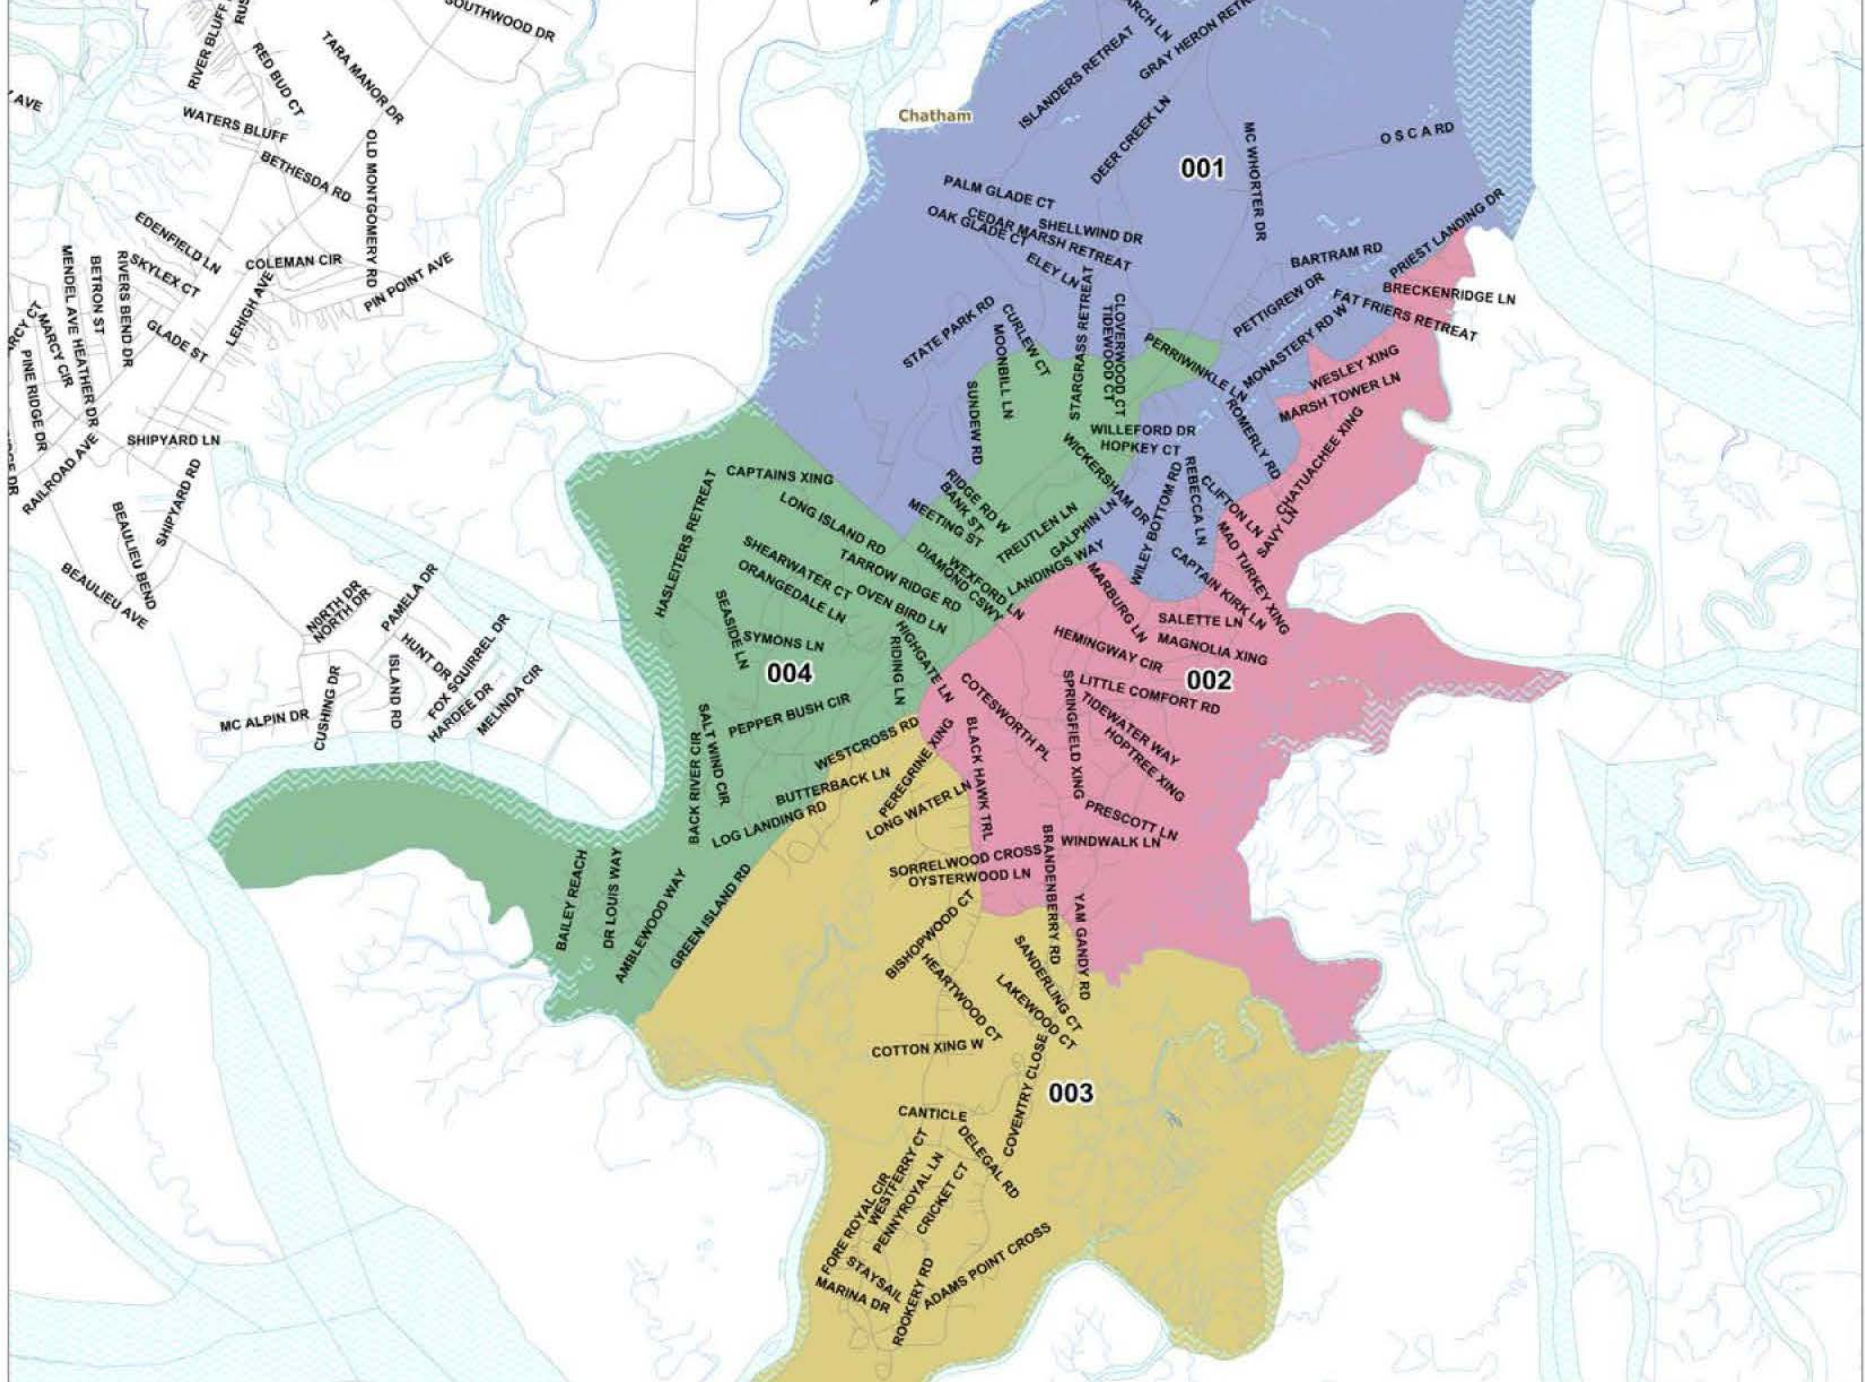 SOUTHWOOD DR
RIVER BLUFF
RUS
ARCH LN
GRAY HERON RETR
ISLANDERS RETREAT
RED BUD CT
TARA MANOR DR
AVE
Chatham
WATERS BLUFF
DEER CREEK LN
MC WHORTER DR
O S C A RD
BETHESDA RD
OLD MONTGOMERY RD
001
PALM GLADE CT
CEDAR MARSH RETREAT
SHELLWIND DR
OAK GLADE CT
PRIEST LANDING DR
EDENFIELD LN
COLEMAN CIR
SKYLEX CT
PIN POINT AVE
ELEY LN
BARTRAM RD
MENDEL AVE
BETRON ST
RIVERS BEND DR
LEHIGH AVE
BRECKENRIDGE LN
PETTIGREW DR
FAT FRIERS RETREAT
STARGRASS RETREAT
CLOVERWOOD CT
TIDEWOOD CT
STATE PARK RD
CURLEW CT
MOONBILL LN
MONASTERY RD W
RCY CT
MARCY CIR
HEATHER DR
GLADE ST
PERRIWINKLE LN
WESLEY XING
PINE RIDGE DR
MARSH TOWER LN
SUNDEW RD
ROMERLY RD
WILLEFORD DR
HOPKEY CT
WICKERSHAM DR
CHATUACHEE XING
SHIPYARD LN
RAILROAD AVE
SHIPYARD RD
DGE DR
CAPTAINS XING
RIDGE RD W
BANK ST
REBECCA LN
CLIFTON LN
WILEY BOTTOM RD
HASLEITERS RETREAT
LONG ISLAND RD
MEETING ST
TREUTLEN LN
GALPHIN LN
SAVY LN
BEAULIEU BEND
MAD TURKEY XING
SHEARWATER CT
TARROW RIDGE RD
DIAMOND CSWY
WEXFORD LN
LANDINGS WAY
CAPTAIN KIRK LN
BEAULIEU AVE
ORANGEDALE LN
OVEN BIRD LN
MARBURG LN
NORTH DR
NORTH DR
PAMELA DR
SEASIDE LN
SALETTE LN
SYMONS LN
HIGHGATE LN
RIDING LN
HEMINGWAY CIR
MAGNOLIA XING
HUNT DR
FOX SQUIRREL DR
ISLAND RD
004
002
COTESWORTH PL
SPRINGFIELD XING
LITTLE COMFORT RD
CUSHING DR
HARDEE DR
MELINDA CIR
MC ALPIN DR
TIDEWATER WAY
SALT WIND CIR
PEPPER BUSH CIR
HOPTREE XING
BACK RIVER CIR
WESTCROSS RD
PEREGRINE XING
BLACK HAWK TRL
BUTTERBACK LN
LONG WATER LN
PRESCOTT LN
LOG LANDING RD
WINDWALK LN
BRANDENBERRY RD
SORRELWOOD CROSS
OYSTERWOOD LN
BAILEY REACH
DR LOUIS WAY
AMBLEWOOD WAY
GREEN ISLAND RD
YAM GANDY RD
BISHOPWOOD CT
SANDERLING CT
HEARTWOOD CT
LAKEWOOD CT
COTTON XING W
COVENTRY CLOSE
003
CANTICLE
DELEGAL RD
WESTFERRY CT
FORE ROYAL CIR
PENNYROYAL LN
CRICKET CT
STAYSAIL
MARINA DR
ADAMS POINT CROSS
ROOKERY RD